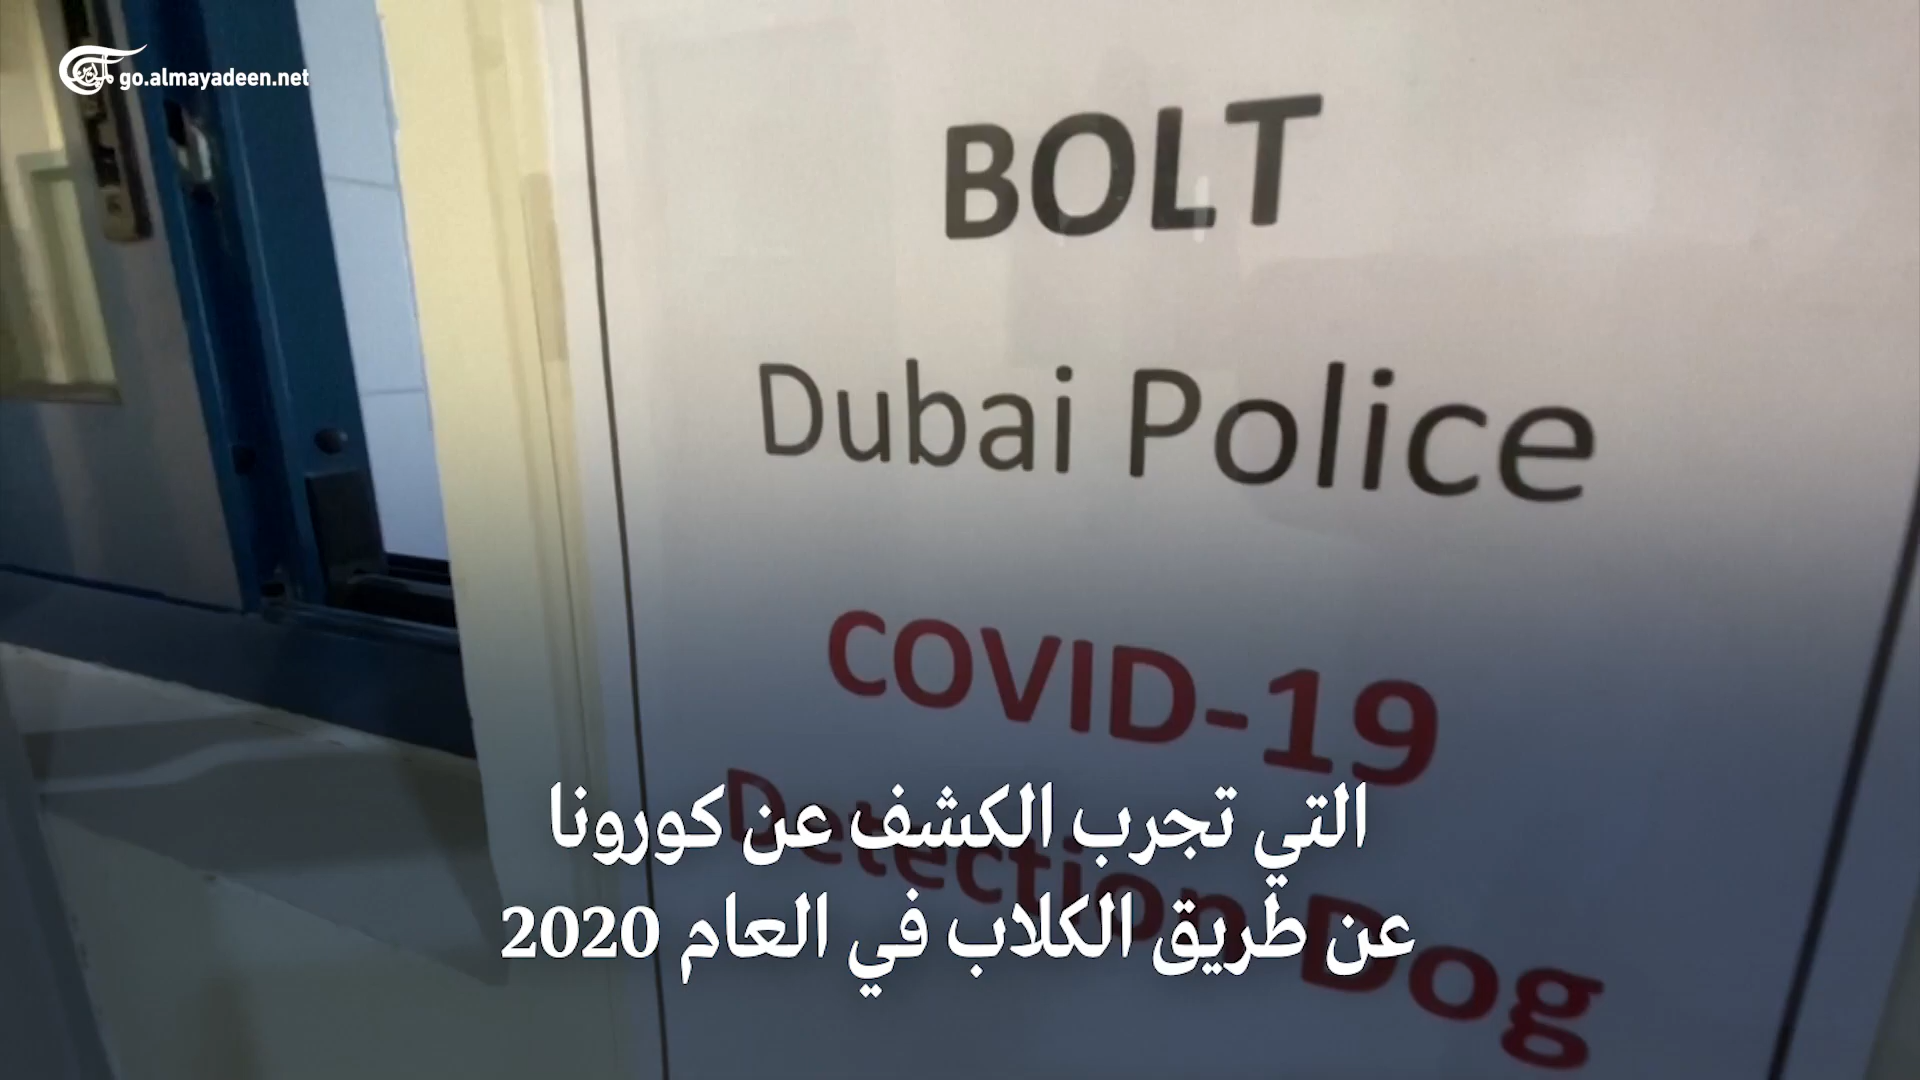 go.almayadeen.net
BOLT
Dubai Police
COVID-19
Detection Dog
التي تجرب الكشف عن كورونا
عن طريق الكلاب في العام 2020